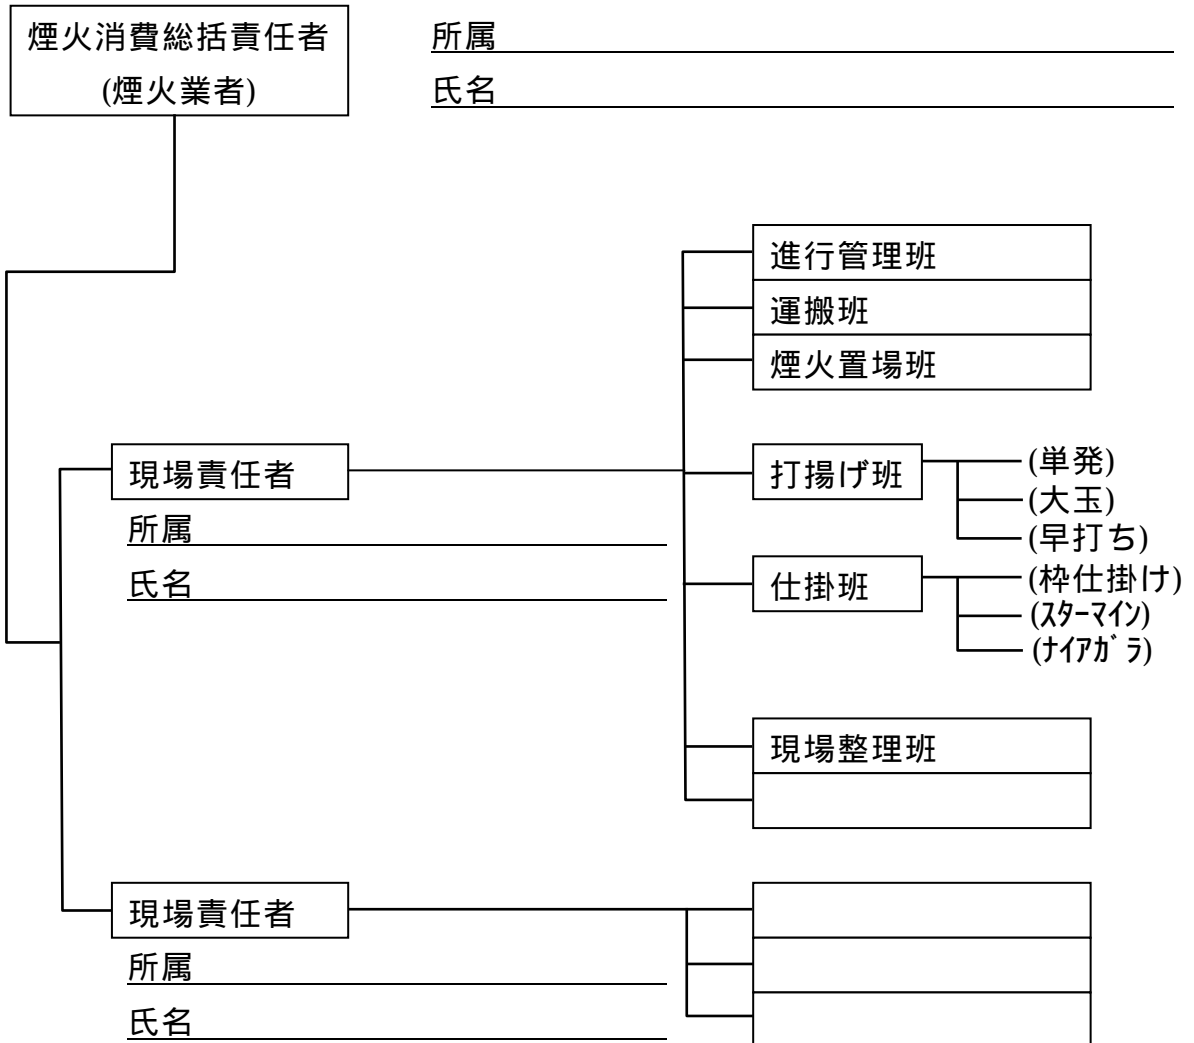 煙火消費総括責任者
(煙火業者)
所属
氏名
進行管理班
運搬班
煙火置場班
現場責任者
所属
氏名
打揚げ班
(単発)
(大玉)
(早打ち)
仕掛班
(枠仕掛け)
(ｽﾀｰﾏｲﾝ)
(ﾅｲｱｶﾞﾗ)
現場整理班
現場責任者
所属
氏名